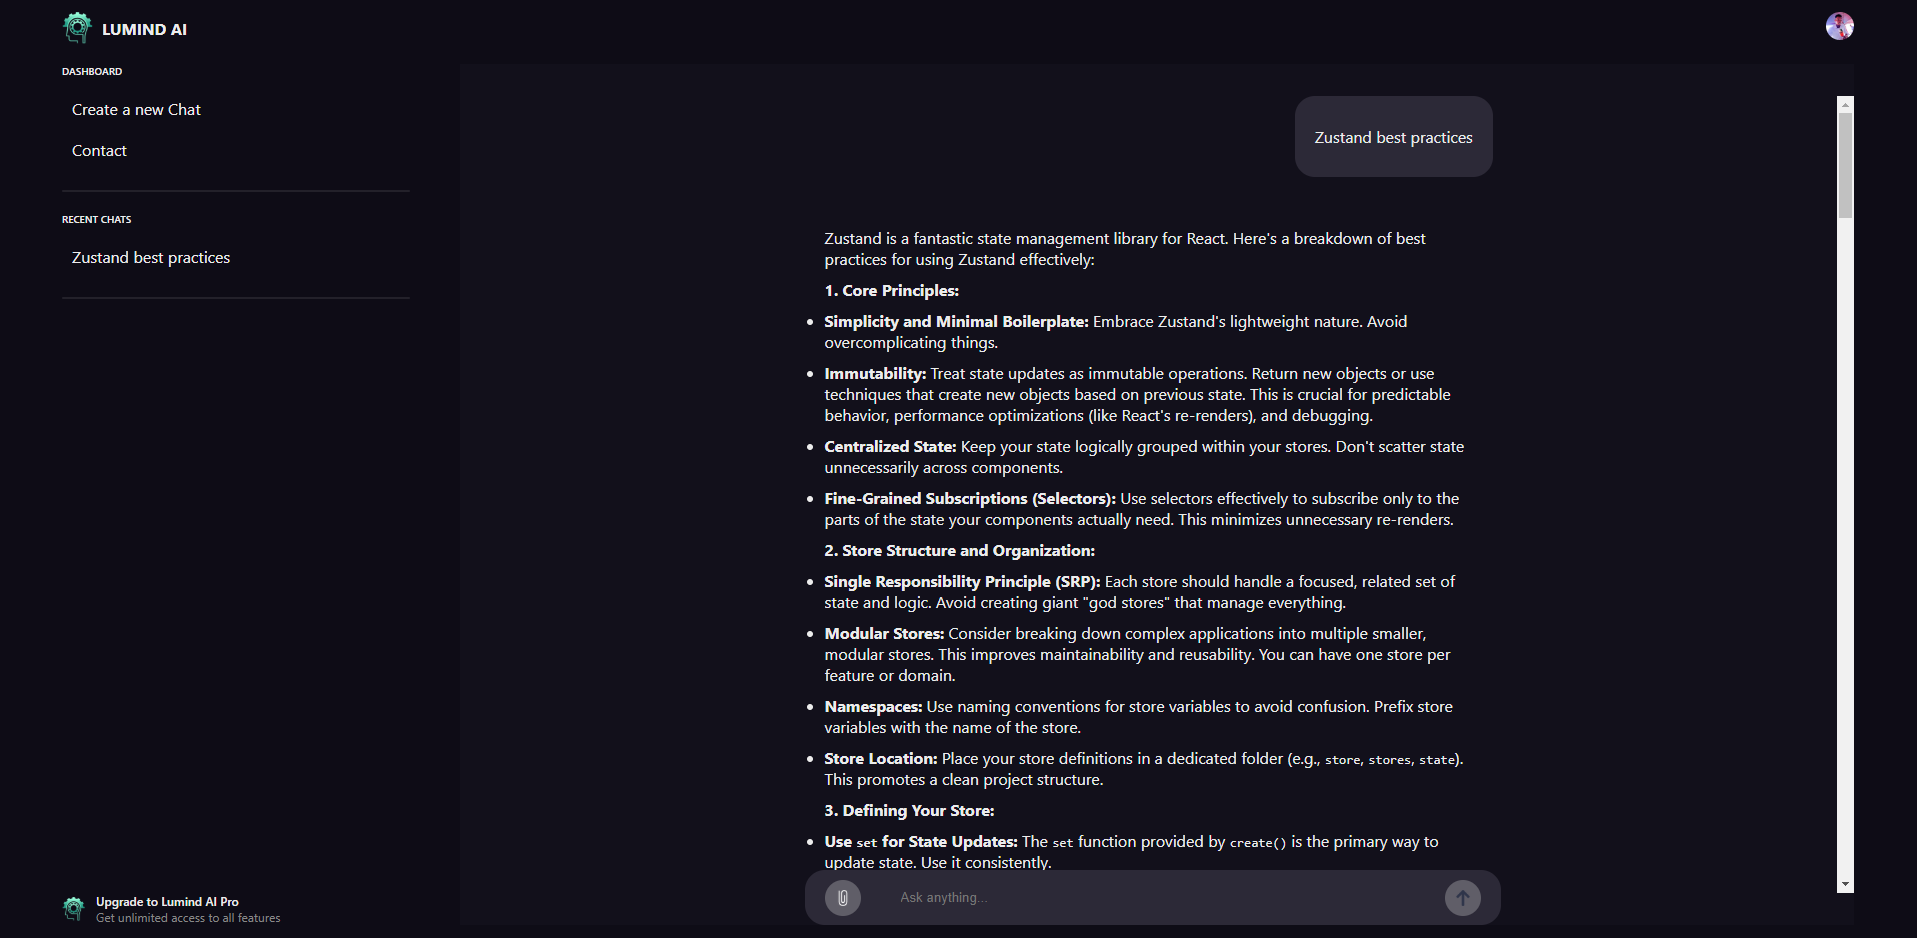 LUMIND AI
DASHBOARD
Create a new Chat
Contact
RECENT CHATS
Zustand best practices
Upgrade to Lumind AI Pro
Get unlimited access to all features
Zustand best practices
Zustand is a fantastic state management library for React. Here's a breakdown of best
practices for using Zustand effectively:
1. Core Principles:
• Simplicity and Minimal Boilerplate: Embrace Zustand's lightweight nature. Avoid
overcomplicating things.
• Immutability: Treat state updates as immutable operations. Return new objects or use
techniques that create new objects based on previous state. This is crucial for predictable
behavior, performance optimizations (like React's re-renders), and debugging.
• Centralized State: Keep your state logically grouped within your stores. Don't scatter state
unnecessarily across components.
• Fine-Grained Subscriptions (Selectors): Use selectors effectively to subscribe only to the
parts of the state your components actually need. This minimizes unnecessary re-renders.
2. Store Structure and Organization:
• Single Responsibility Principle (SRP): Each store should handle a focused, related set of
state and logic. Avoid creating giant "god stores" that manage everything.
• Modular Stores: Consider breaking down complex applications into multiple smaller,
modular stores. This improves maintainability and reusability. You can have one store per
feature or domain.
• Namespaces: Use naming conventions for store variables to avoid confusion. Prefix store
variables with the name of the store.
• Store Location: Place your store definitions in a dedicated folder (e.g., store, stores, state).
This promotes a clean project structure.
3. Defining Your Store:
• Use set for State Updates: The set function provided by create() is the primary way to
update state. Use it consistently.
Ask anything...